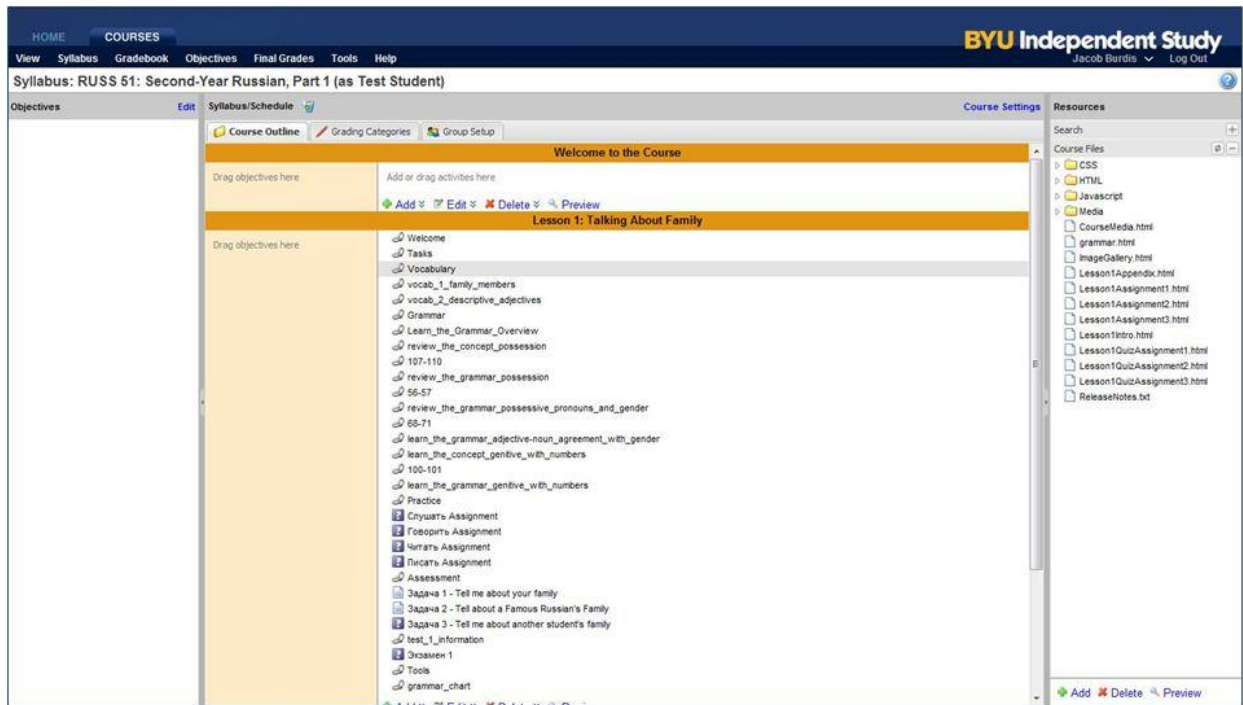 HOME COURSES
BYU Independent Study
View Syllabus Gradebook Objectives Final Grades Tools Help
Jacob Burdis Log Out
Syllabus: RUSS 51: Second-Year Russian, Part 1 (as Test Student)
Objectives Edit
Syllabus/Schedule Course Settings
Course Outline Grading Categories Group Setup
Welcome to the Course
Drag objectives here
Add or drag activities here
Add Edit Delete Preview
Lesson 1: Talking About Family
Drag objectives here
Welcome
Tasks
Vocabulary
vocab_1_family_members
vocab_2_descriptive_adjectives
Grammar
Learn_the_Grammar_Overview
review_the_concept_possession
107-110
review_the_grammar_possession
56-57
review_the_grammar_possessive_pronouns_and_gender
68-71
learn_the_grammar_adjective-noun_agreement_with_gender
learn_the_concept_genitive_with_numbers
100-101
learn_the_grammar_genitive_with_numbers
Practice
Слушать Assignment
Говорить Assignment
Читать Assignment
Писать Assignment
Assessment
Задача 1 - Tell me about your family
Задача 2 - Tell about a Famous Russian's Family
Задача 3 - Tell me about another student's family
test_1_information
Экзамен 1
Tools
grammar_chart
Resources
Search
Course Files
CSS
HTML
Javascript
Media
CourseMedia.html
grammar.html
ImageGallery.html
Lesson1Appendix.html
Lesson1Assignment1.html
Lesson1Assignment2.html
Lesson1Assignment3.html
Lesson1Intro.html
Lesson1QuizAssignment1.html
Lesson1QuizAssignment2.html
Lesson1QuizAssignment3.html
ReleaseNotes.txt
Add Delete Preview